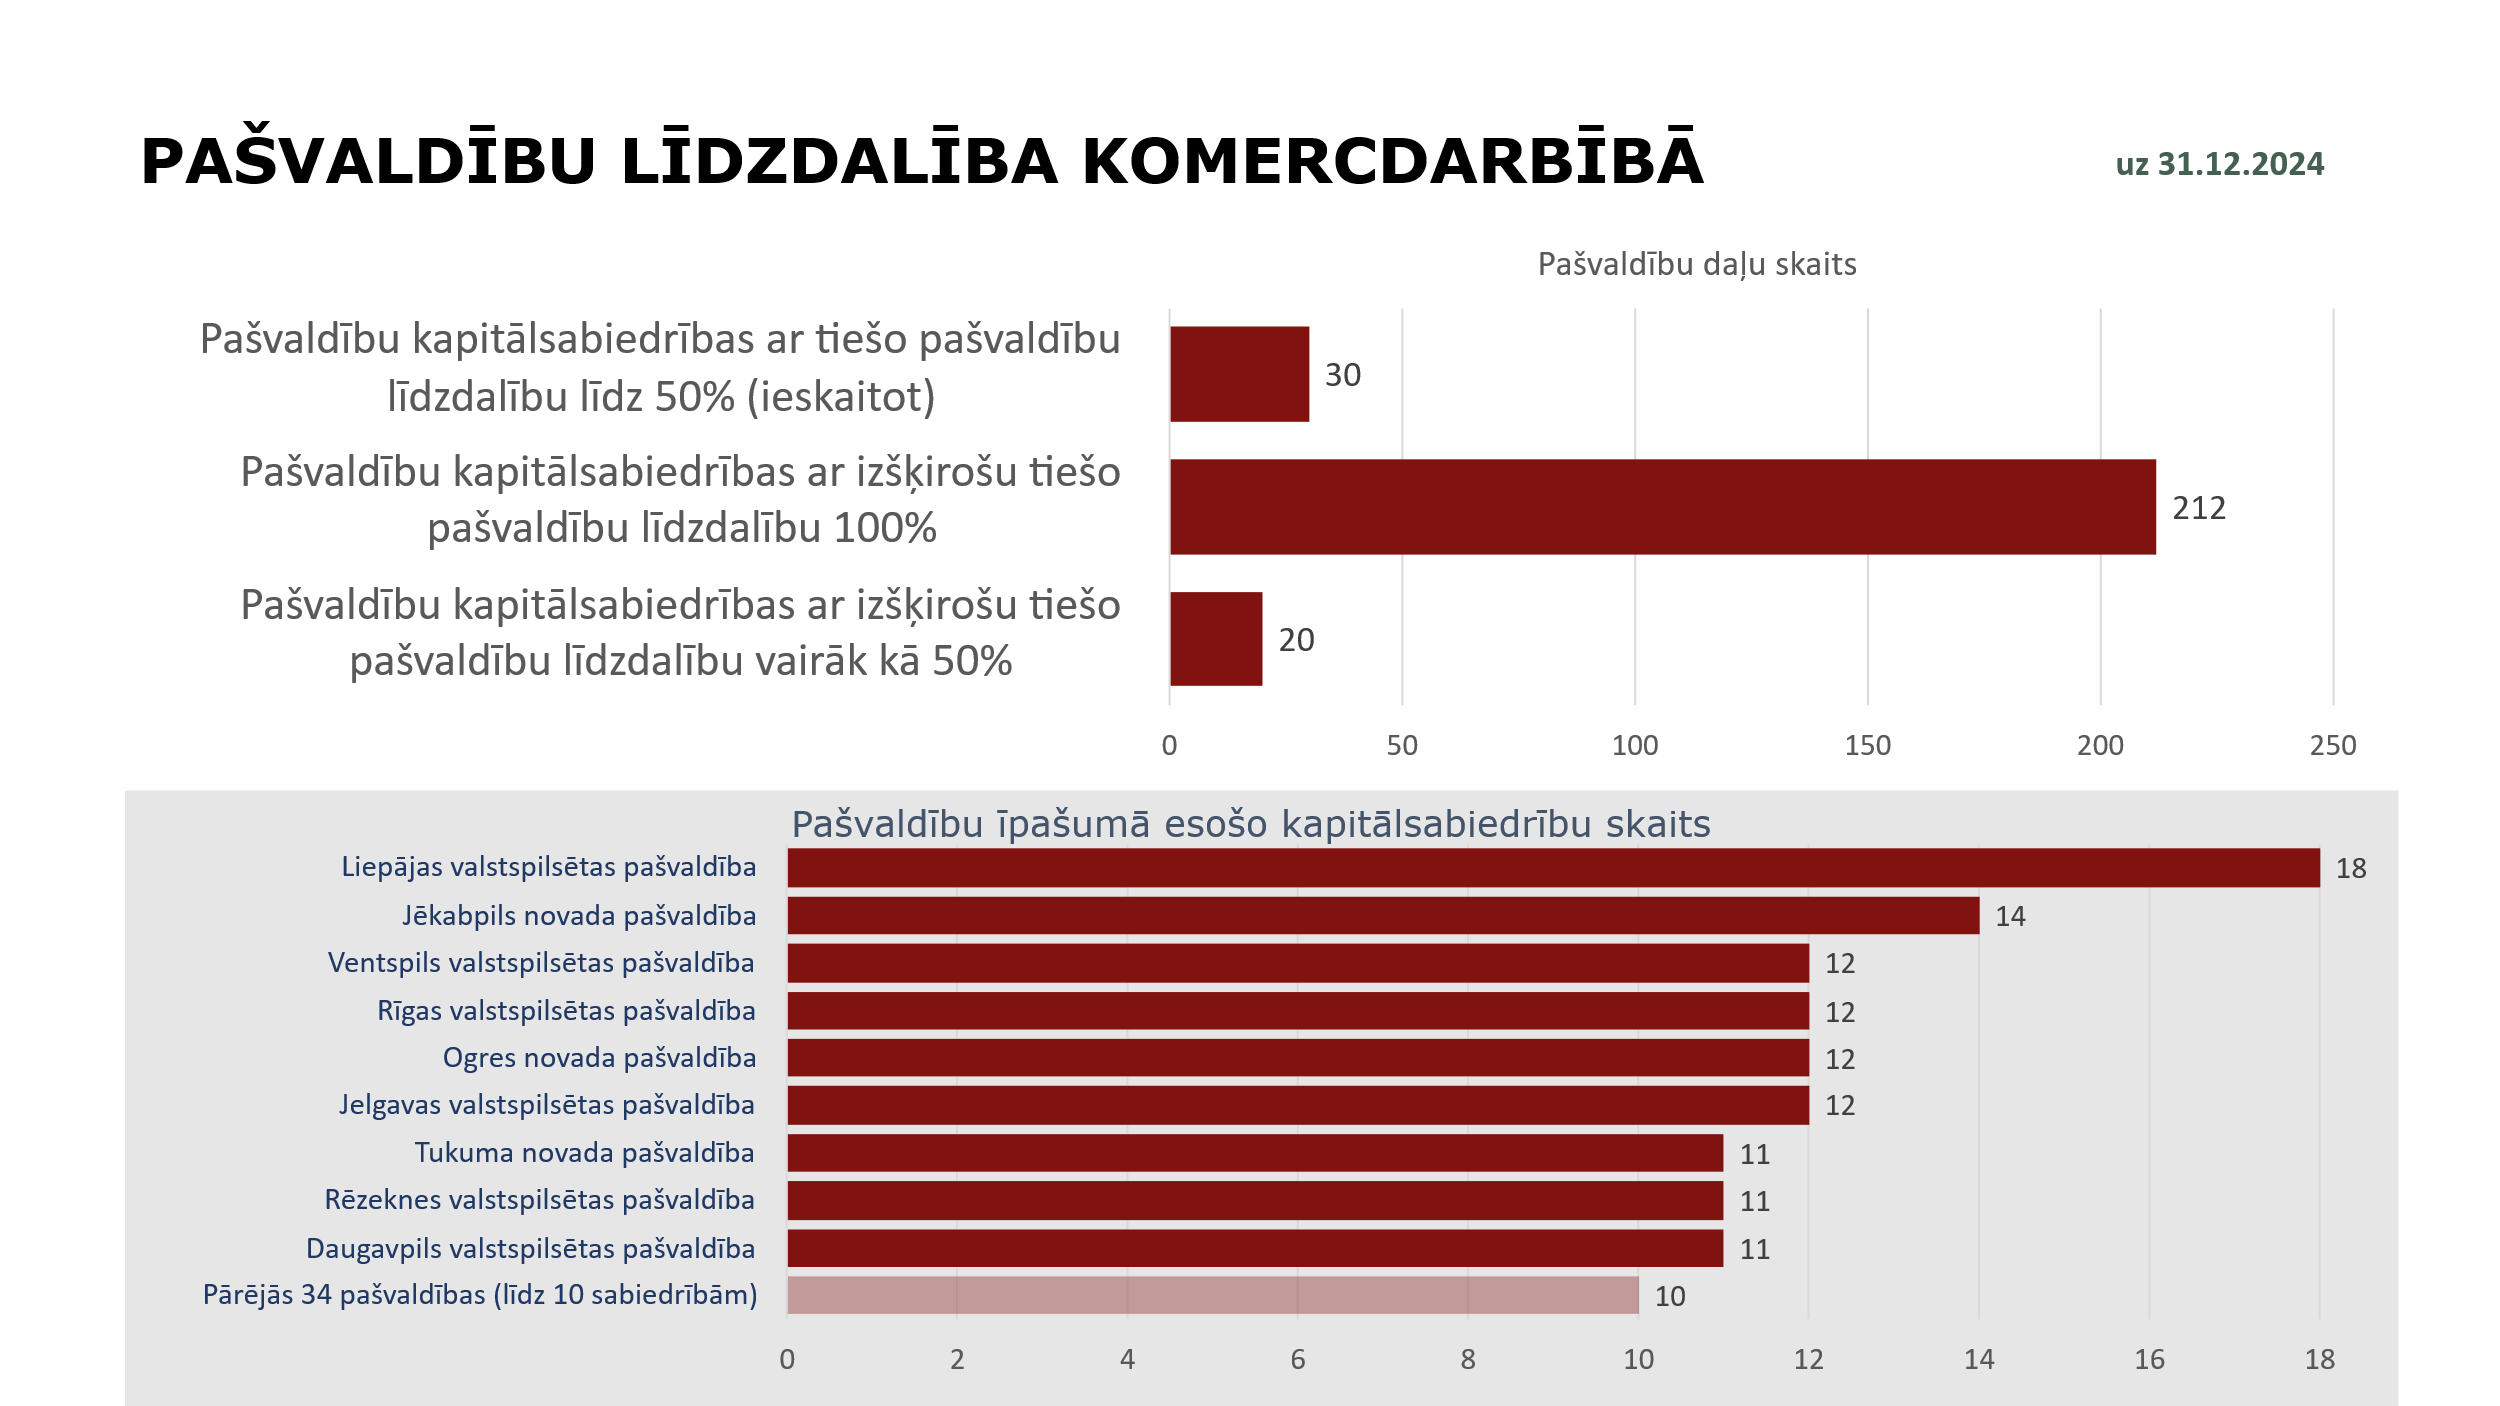 PAŠVALDĪBU LĪDZDALĪBA KOMERCDARBĪBĀ
uz 31.12.2024
Pašvaldību daļu skaits
Pašvaldību kapitālsabiedrības ar tiešo pašvaldību
līdzdalību līdz 50% (ieskaitot)
30
Pašvaldību kapitālsabiedrības ar izšķirošu tiešo
pašvaldību līdzdalību 100%
212
Pašvaldību kapitālsabiedrības ar izšķirošu tiešo
pašvaldību līdzdalību vairāk kā 50%
20
0 50 100 150 200 250
Pašvaldību īpašumā esošo kapitālsabiedrību skaits
Liepājas valstspilsētas pašvaldība 18
Jēkabpils novada pašvaldība 14
Ventspils valstspilsētas pašvaldība 12
Rīgas valstspilsētas pašvaldība 12
Ogres novada pašvaldība 12
Jelgavas valstspilsētas pašvaldība 12
Tukuma novada pašvaldība 11
Rēzeknes valstspilsētas pašvaldība 11
Daugavpils valstspilsētas pašvaldība 11
Pārējās 34 pašvaldības (līdz 10 sabiedrībām) 10
0 2 4 6 8 10 12 14 16 18